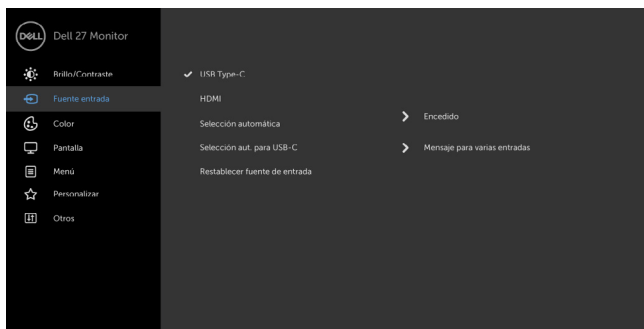 DELL Dell 27 Monitor
Brillo/Contraste
USB Type-C
Fuente entrada
HDMI
Color
Selección automática
Encedido
Pantalla
Selección aut. para USB-C
Mensaje para varias entradas
Menú
Restablecer fuente de entrada
Personalizar
Otros